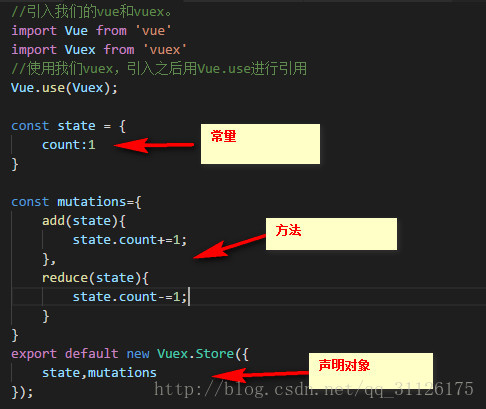 //引入我们的vue和vuex。
import Vue from 'vue'
import Vuex from 'vuex'
//使用我们vuex，引入之后用Vue.use进行引用
Vue.use(Vuex);
const state = {
count:1
常量
}
const mutations={
add(state){
方法
state.count+=1;
},
reduce(state){
state.count-=1;
}
}
export default new Vuex.Store({
声明对象
state,mutations
http://blog.csdn.net/qq_31126175
});